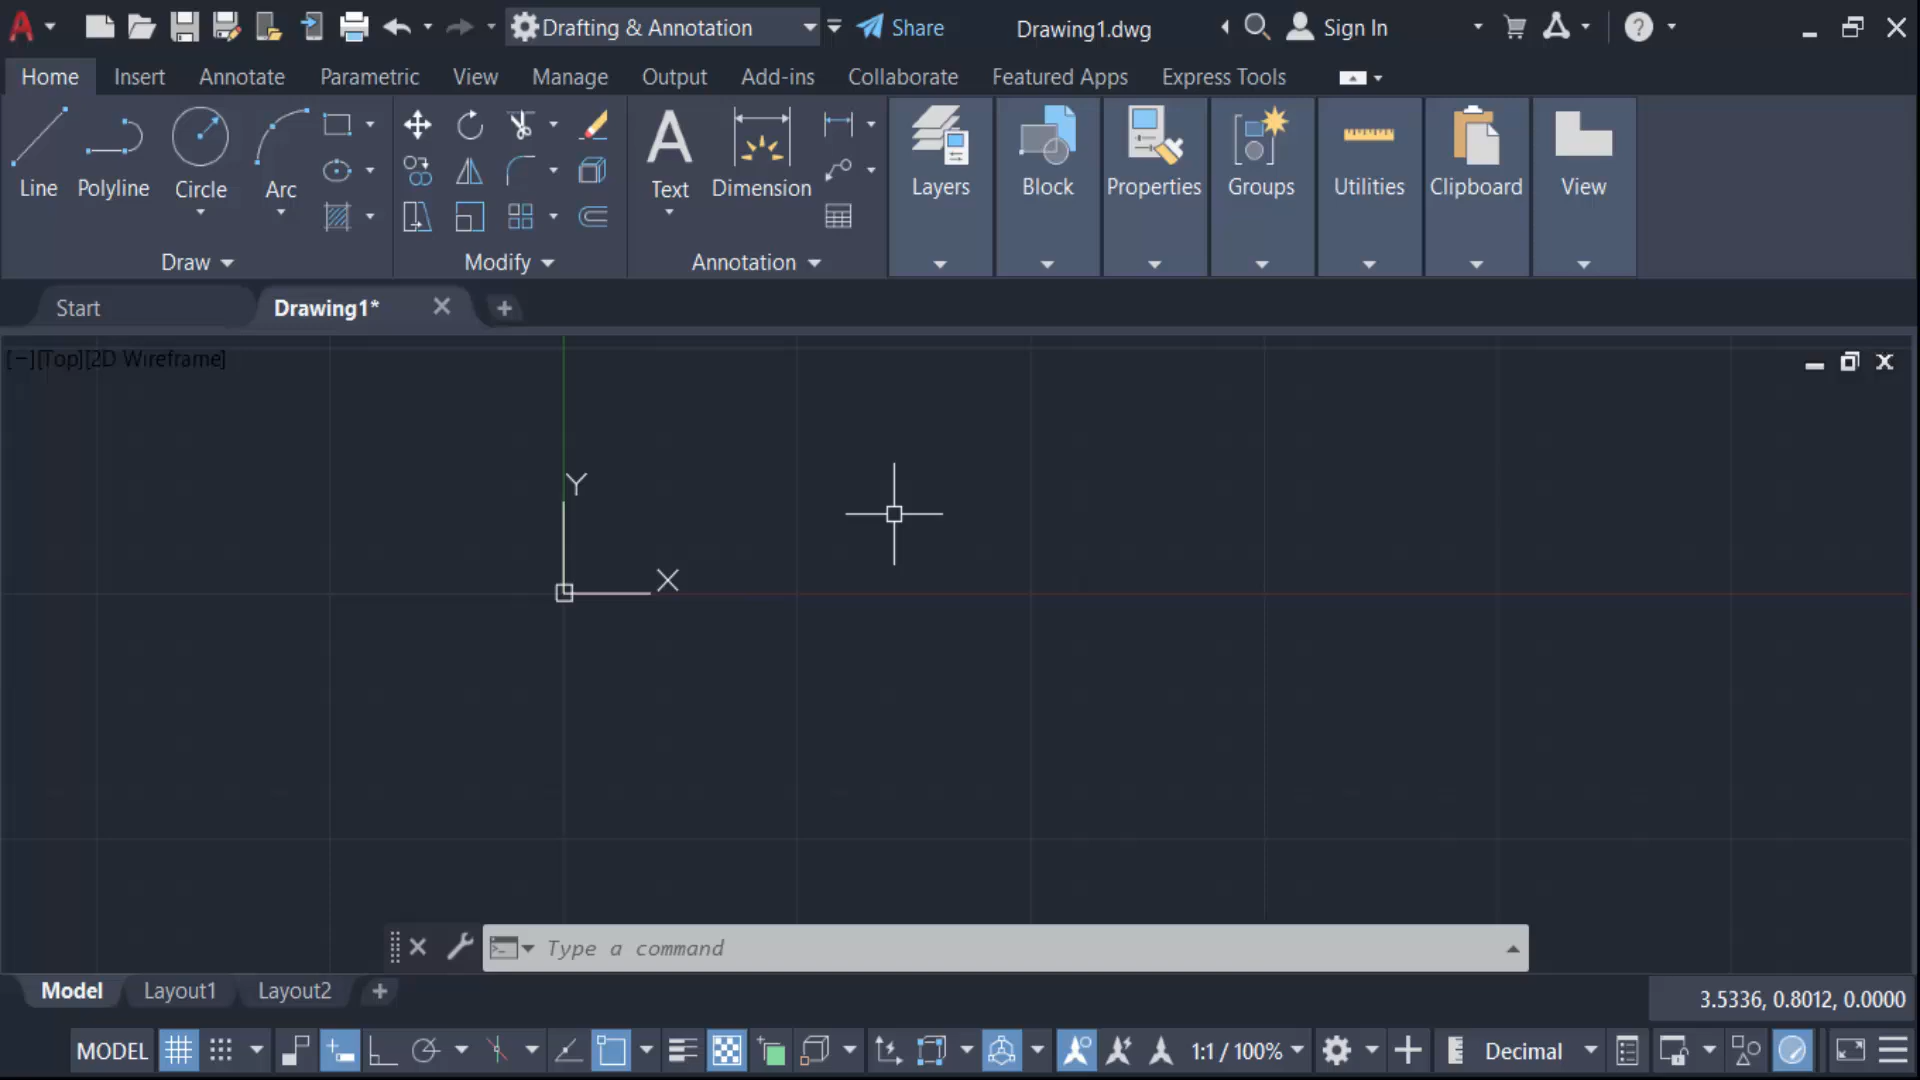 Drafting & Annotation Share Drawing1.dwg Sign In
Home Insert Annotate Parametric View Manage Output Add-ins Collaborate Featured Apps Express Tools
Line Polyline Circle Arc Text Dimension Layers Block Properties Groups Utilities Clipboard View
Draw Modify Annotation
Start Drawing1*
[−][Top][2D Wireframe]
Y
X
Type a command
Model Layout1 Layout2
3.5336, 0.8012, 0.0000
MODEL 1:1 / 100% Decimal